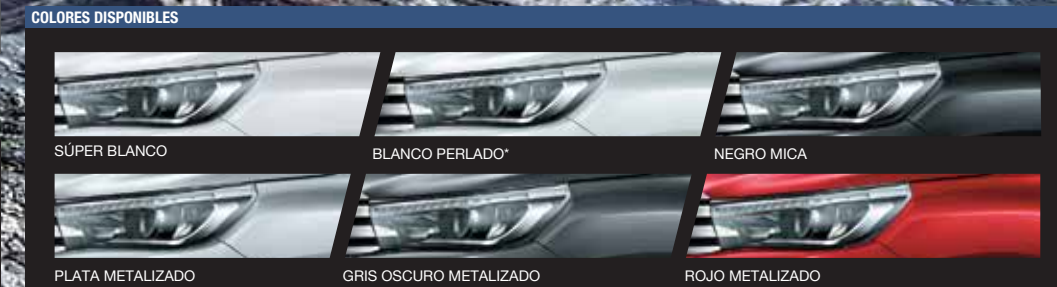 COLORES DISPONIBLES
SÚPER BLANCO
BLANCO PERLADO*
NEGRO MICA
PLATA METALIZADO
GRIS OSCURO METALIZADO
ROJO METALIZADO